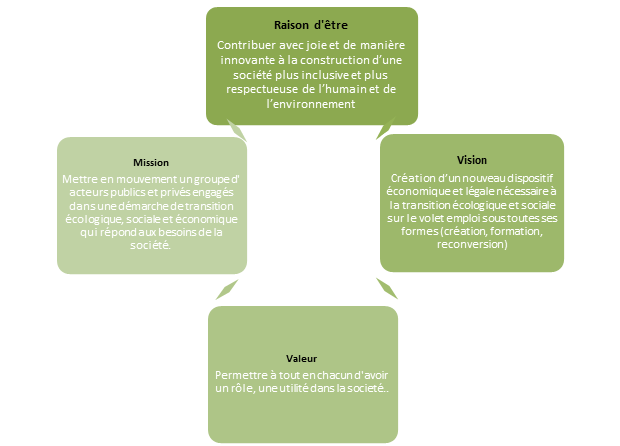 Raison d'être
Contribuer avec joie et de manière
innovante à la construction d'une
société plus inclusive et plus
respectueuse de l'humain et de
l'environnement
Mission
Mettre en mouvement un groupe d'
acteurs publics et privés engagés
dans une démarche de transition
écologique, sociale et économique
qui répond aux besoins de la
société.
Vision
Création d'un nouveau dispositif
économique et légale nécessaire à
la transition écologique et sociale
sur le volet emploi sous toutes ses
formes (création, formation,
reconversion)
Valeur
Permettre à tout en chacun d'avoir
un rôle, une utilité dans la societé..